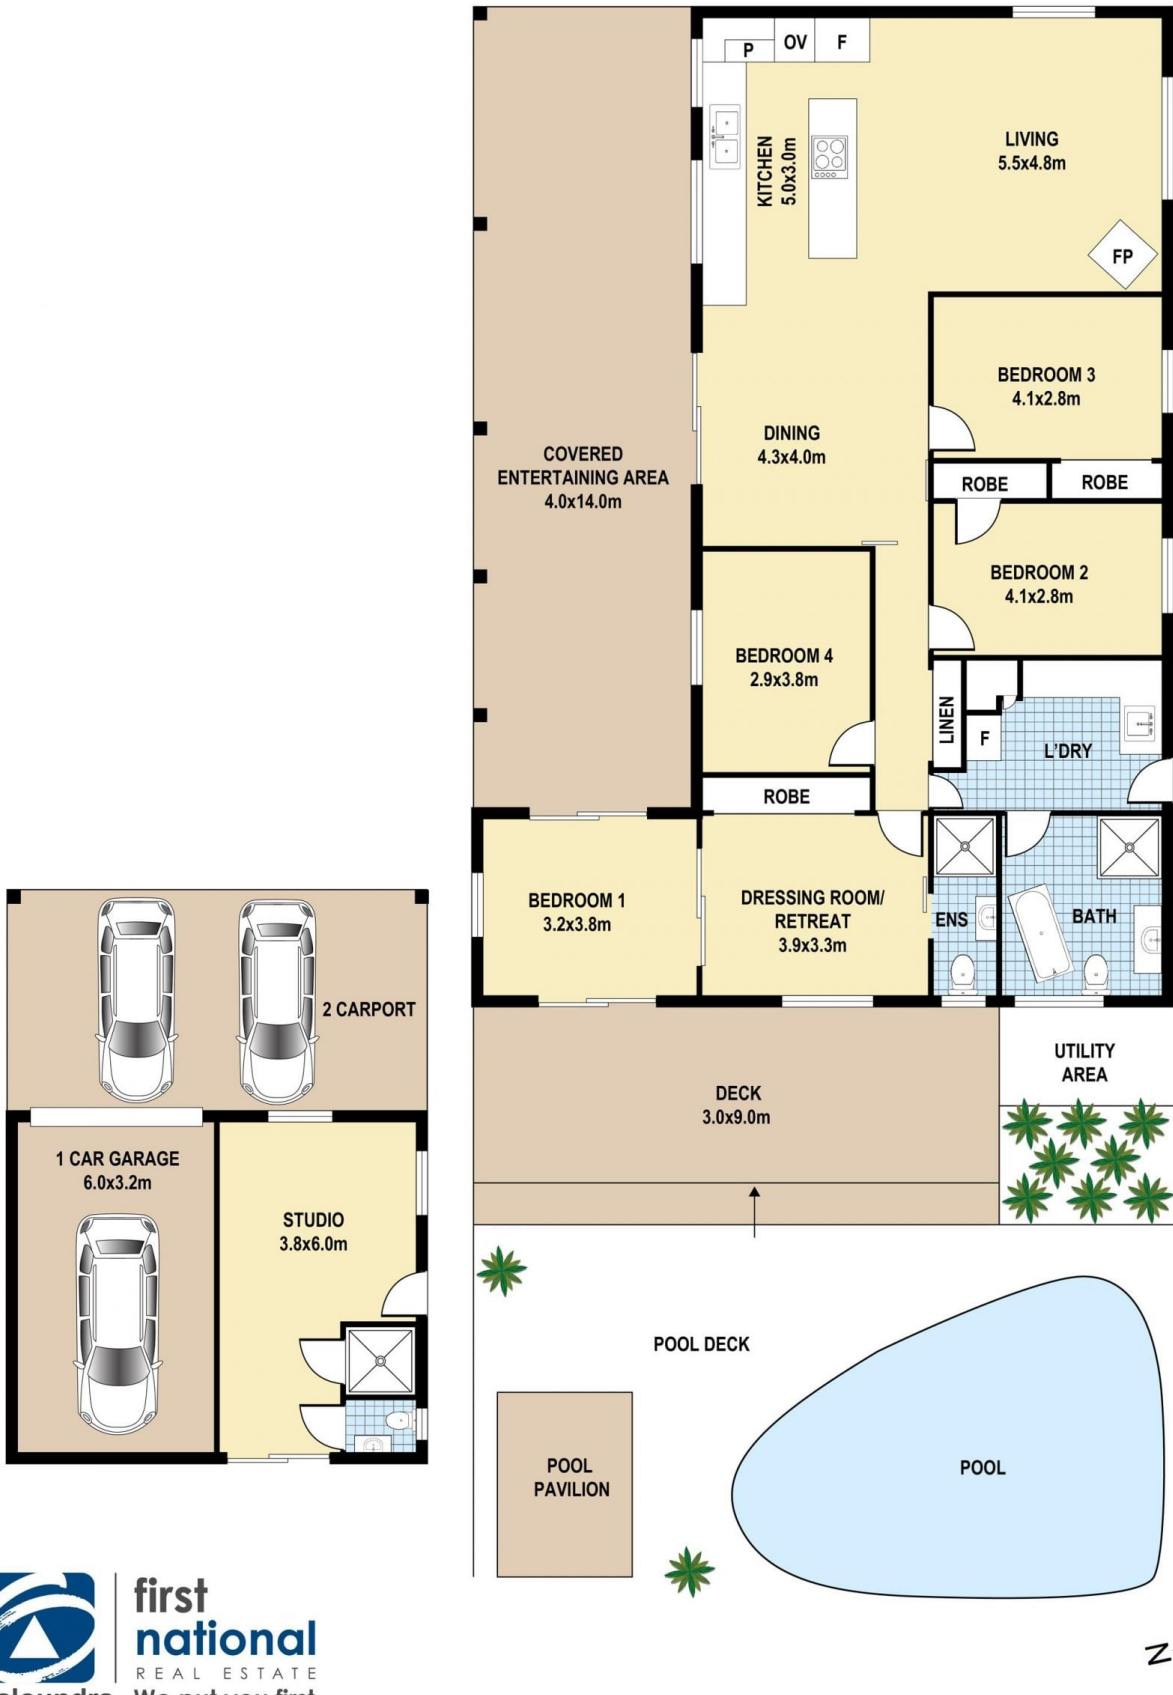 P
OV
F
KITCHEN
5.0x3.0m
LIVING
5.5x4.8m
FP
BEDROOM 3
4.1x2.8m
DINING
4.3x4.0m
COVERED
ENTERTAINING AREA
4.0x14.0m
ROBE
ROBE
BEDROOM 2
4.1x2.8m
BEDROOM 4
2.9x3.8m
LINEN
F
L'DRY
ROBE
BEDROOM 1
3.2x3.8m
DRESSING ROOM/
RETREAT
3.9x3.3m
ENS
BATH
2 CARPORT
UTILITY
AREA
DECK
3.0x9.0m
1 CAR GARAGE
6.0x3.2m
STUDIO
3.8x6.0m
POOL DECK
POOL
PAVILION
POOL
first
national
REAL ESTATE
We put you first
N